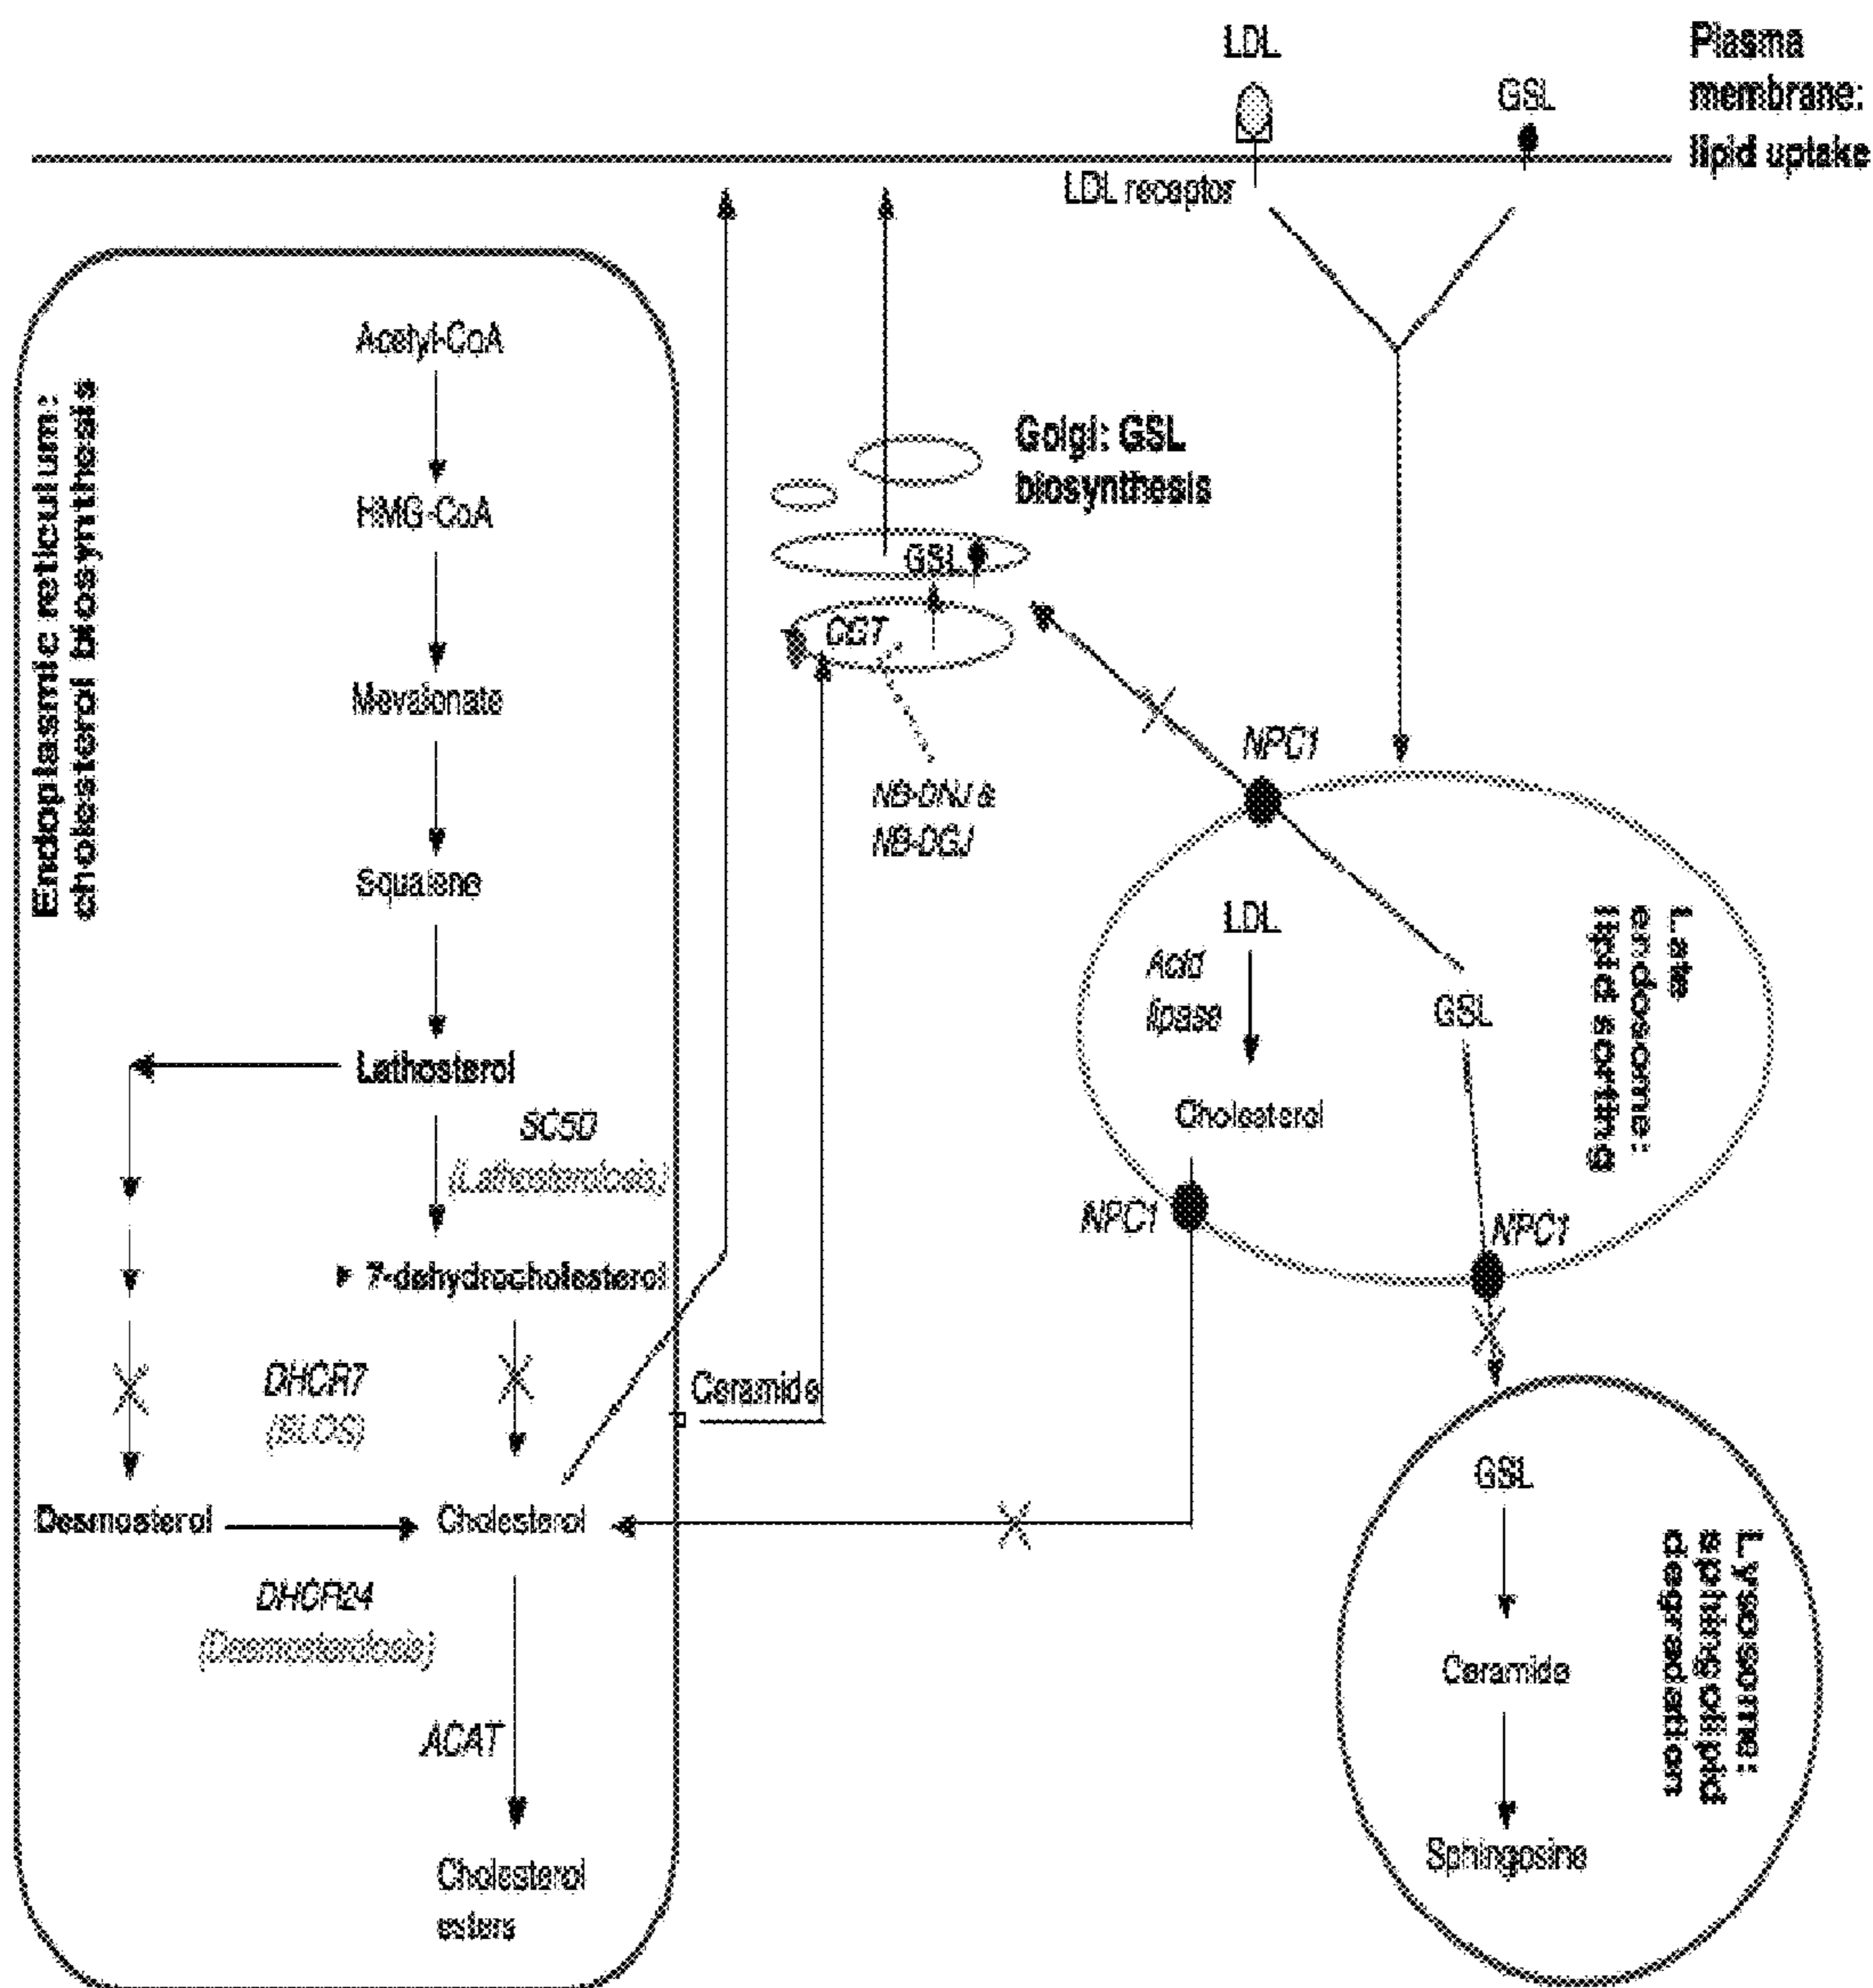 LDL
GSL
Plasma
membrane:
lipid uptake
LDL receptor
Endoplasmic reticulum:
cholesterol biosynthesis
Acetyl-CoA
HMG-CoA
Mevalonate
Squalene
Lathosterol
SC5D
(Lathosterolosis)
7-dehydrocholesterol
DHCR7
(SLOS)
Desmosterol
Cholesterol
DHCR24
(Desmosterolosis)
ACAT
Cholesterol
esters
Ceramide
Golgi: GSL
biosynthesis
GSL
CGT
NB-DNJ &
NB-DGJ
NPC1
LDL
Acid
lipase
Cholesterol
GSL
Late
endosome:
lipid sorting
NPC1
NPC1
GSL
Ceramide
Sphingosine
Lysosome:
sphingolipid
degradation